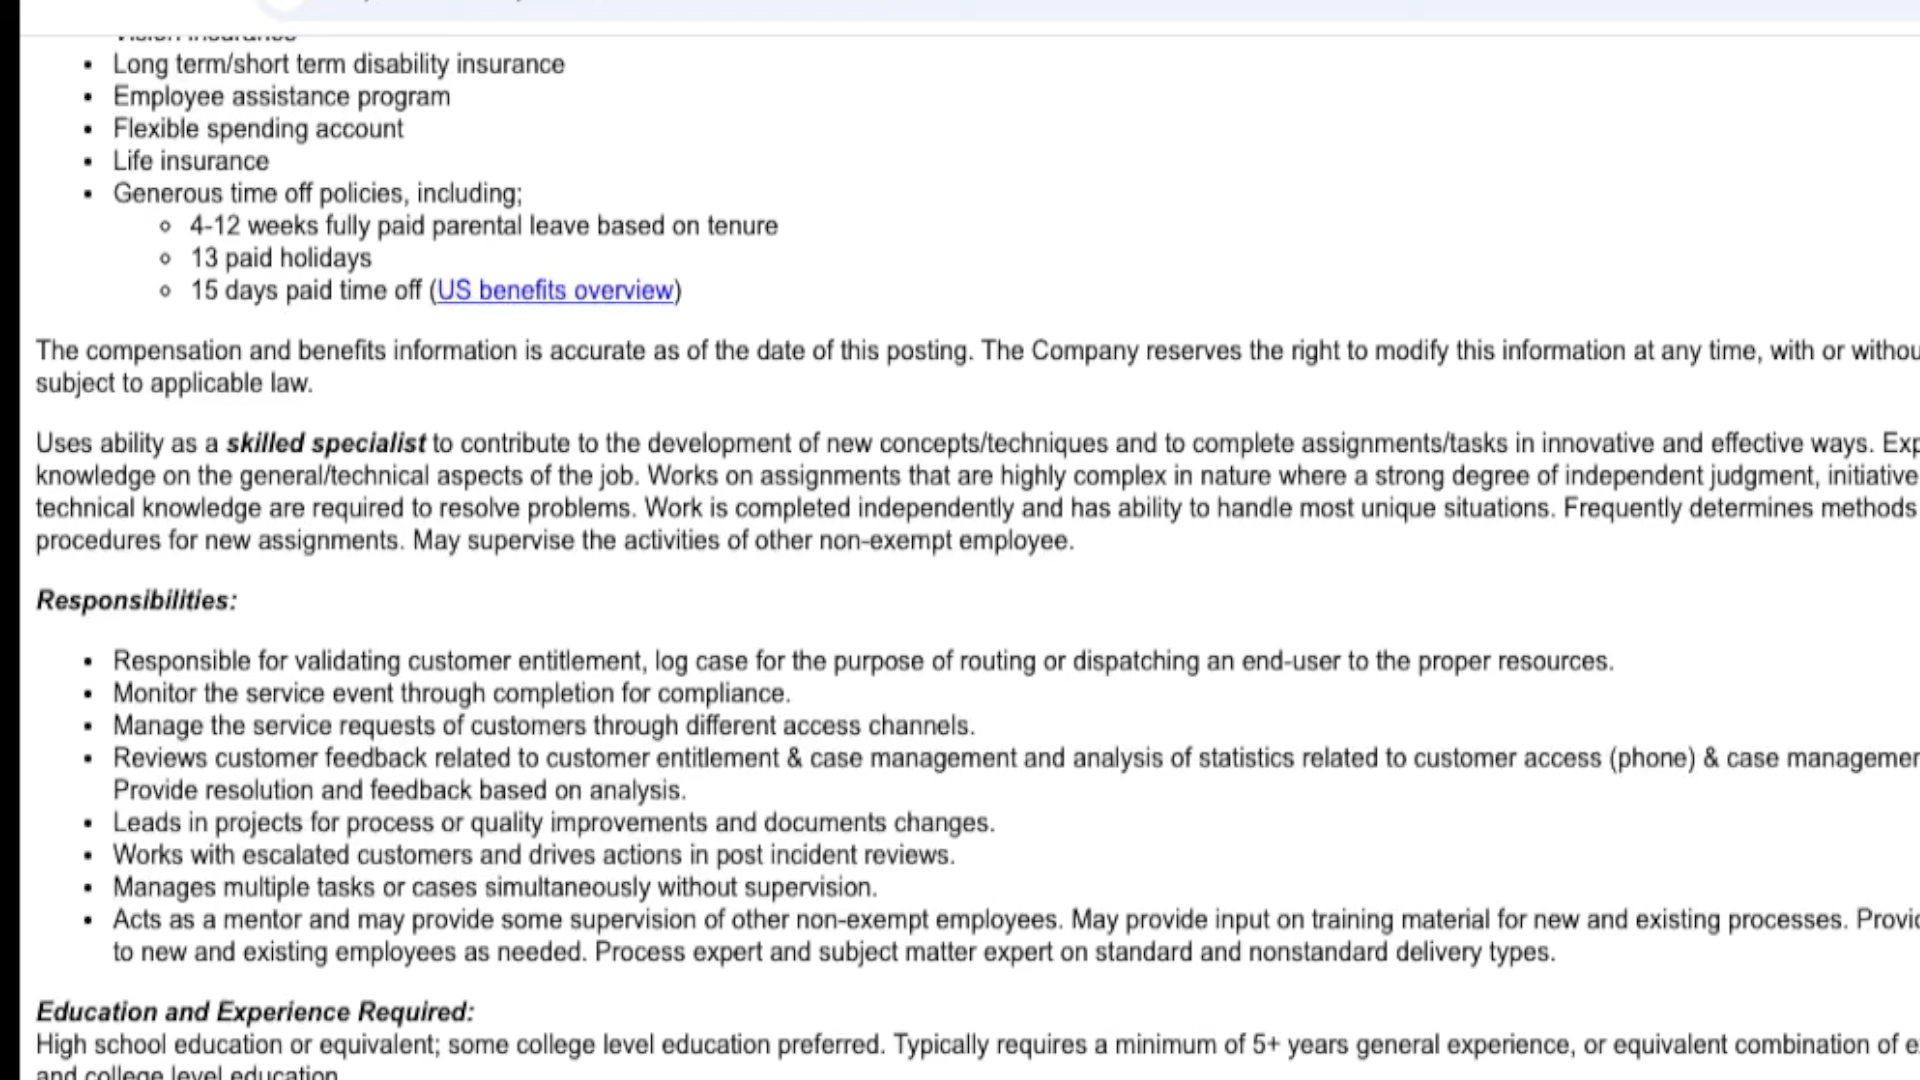 Long term/short term disability insurance
Employee assistance program
Flexible spending account
Life insurance
Generous time off policies, including;
4-12 weeks fully paid parental leave based on tenure
13 paid holidays
15 days paid time off (US benefits overview)
The compensation and benefits information is accurate as of the date of this posting. The Company reserves the right to modify this information at any time, with or
subject to applicable law.
Uses ability as a skilled specialist to contribute to the development of new concepts/techniques and to complete assignments/tasks in innovative and effective ways.
knowledge on the general/technical aspects of the job. Works on assignments that are highly complex in nature where a strong degree of independent judgment, initiative
technical knowledge are required to resolve problems. Work is completed independently and has ability to handle most unique situations. Frequently determines methods
procedures for new assignments. May supervise the activities of other non-exempt employee.
Responsibilities:
Responsible for validating customer entitlement, log case for the purpose of routing or dispatching an end-user to the proper resources.
Monitor the service event through completion for compliance.
Manage the service requests of customers through different access channels.
Reviews customer feedback related to customer entitlement & case management and analysis of statistics related to customer access (phone) & case
Provide resolution and feedback based on analysis.
Leads in projects for process or quality improvements and documents changes.
Works with escalated customers and drives actions in post incident reviews.
Manages multiple tasks or cases simultaneously without supervision.
Acts as a mentor and may provide some supervision of other non-exempt employees. May provide input on training material for new and existing processes.
to new and existing employees as needed. Process expert and subject matter expert on standard and nonstandard delivery types.
Education and Experience Required:
High school education or equivalent; some college level education preferred. Typically requires a minimum of 5+ years general experience, or equivalent combination of
and college level education